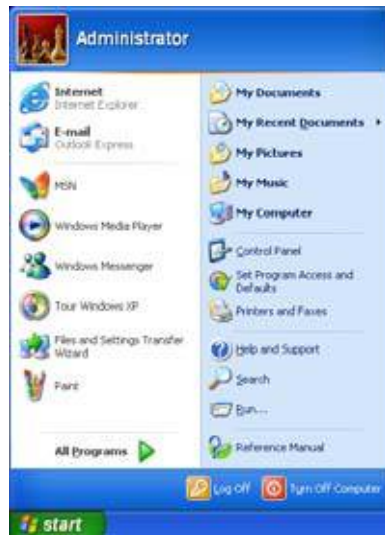 Administrator
Internet
Internet Explorer
E-mail
Outlook Express
MSN
Windows Media Player
Windows Messenger
Tour Windows XP
Files and Settings Transfer
Wizard
Paint
All Programs
My Documents
My Recent Documents
My Pictures
My Music
My Computer
Control Panel
Set Program Access and
Defaults
Printers and Faxes
Help and Support
Search
Run...
Reference Manual
Log Off
Turn Off Computer
start